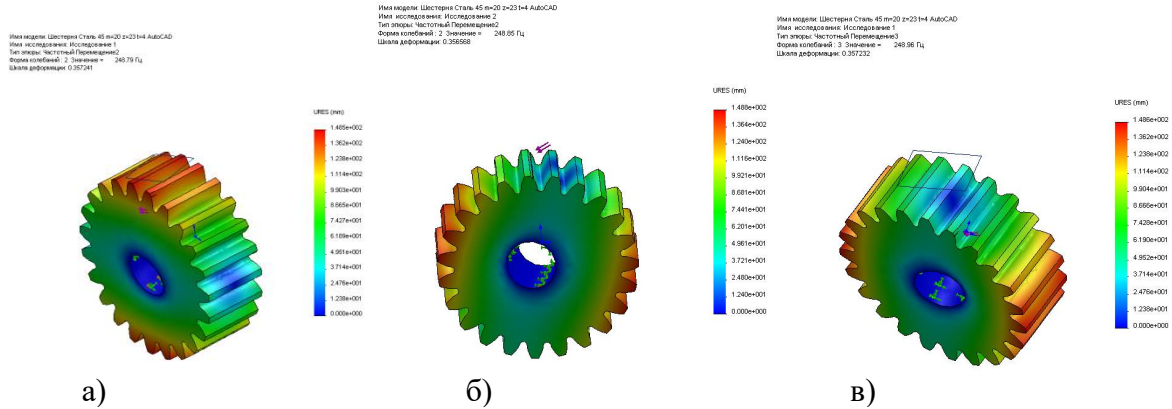 Имя модели: Шестерня Сталь 45 m=20 z=231=4 AutoCAD
Имя исследования: Исследование 1
Тип эпюры: Частотный Перемещение2
Форма колебаний : 2 Значение = 248.79 Гц
Шкала деформации: 0.357241
URES (mm)
1.485e+002
1.362e+002
1.238e+002
1.114e+002
9.903e+001
8.665e+001
7.427e+001
6.189e+001
4.951e+001
3.714e+001
2.476e+001
1.238e+001
0.000e+000
а)
Имя модели: Шестерня Сталь 45 m=20 z=231=4 AutoCAD
Имя исследования: Исследование 2
Тип эпюры: Частотный Перемещение2
Форма колебаний : 2 Значение = 248.85 Гц
Шкала деформации: 0.356568
URES (mm)
1.488e+002
1.364e+002
1.240e+002
1.116e+002
9.921e+001
8.681e+001
7.441e+001
6.201e+001
4.961e+001
3.721e+001
2.480e+001
1.240e+001
0.000e+000
б)
Имя модели: Шестерня Сталь 45 m=20 z=231=4 AutoCAD
Имя исследования: Исследование 1
Тип эпюры: Частотный Перемещение3
Форма колебаний : 3 Значение = 248.96 Гц
Шкала деформации: 0.357232
URES (mm)
1.486e+002
1.362e+002
1.238e+002
1.114e+002
9.904e+001
8.666e+001
7.428e+001
6.190e+001
4.952e+001
3.714e+001
2.476e+001
1.238e+001
0.000e+000
в)